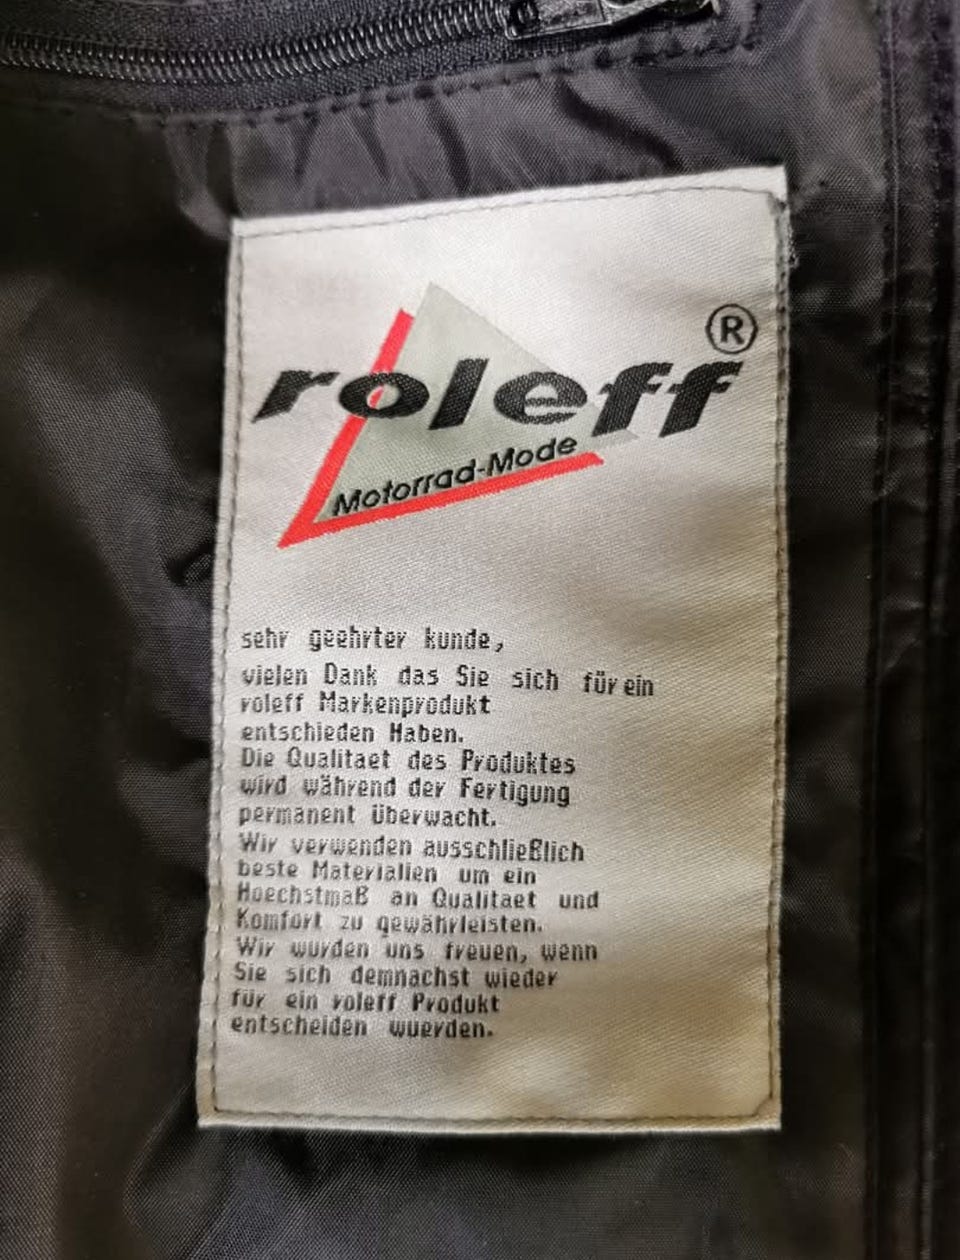 roleff®
Motorrad-Mode
sehr geehrter kunde,
vielen Dank das Sie sich für ein
roleff Markenprodukt
entschieden Haben.
Die Qualitaet des Produktes
wird während der Fertigung
permanent überwacht.
Wir verwenden ausschließlich
beste Materialien um ein
Hoechstmaß an Qualitaet und
Komfort zu gewährleisten.
Wir wurden uns freuen, wenn
Sie sich demnachst wieder
für ein roleff Produkt
entscheiden wuerden.